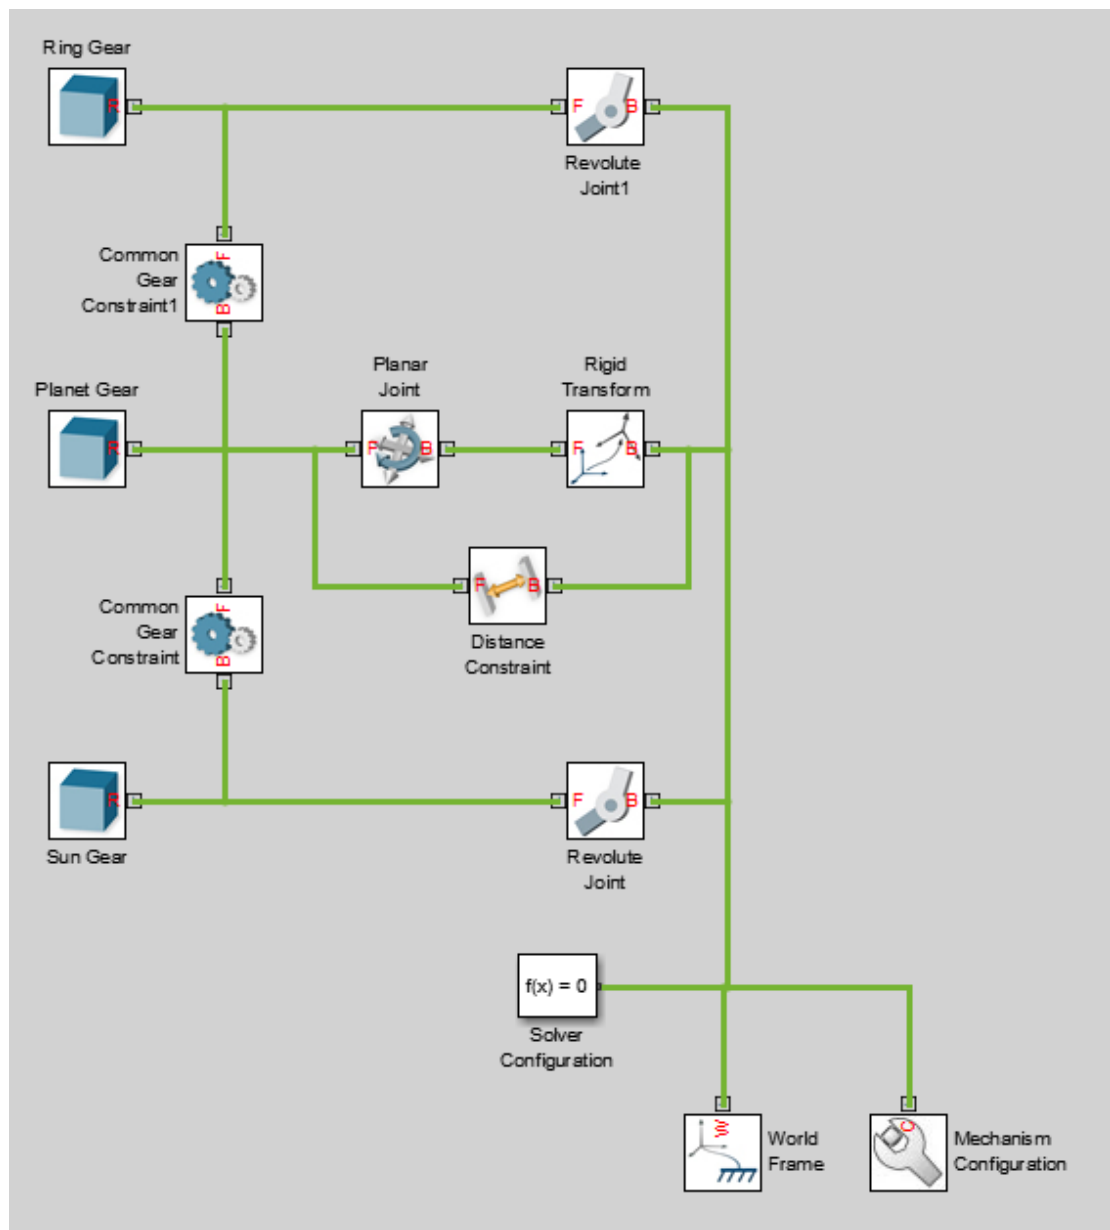 Ring Gear
R
F
B
Revolute
Joint1
Common
Gear
Constraint1
F
B
Planar
Joint
Rigid
Transform
Planet Gear
R
F
B
F
B
F
B
Distance
Constraint
Common
Gear
Constraint
F
B
R
Sun Gear
F
B
Revolute
Joint
f(x) = 0
Solver
Configuration
W
World
Frame
C
Mechanism
Configuration